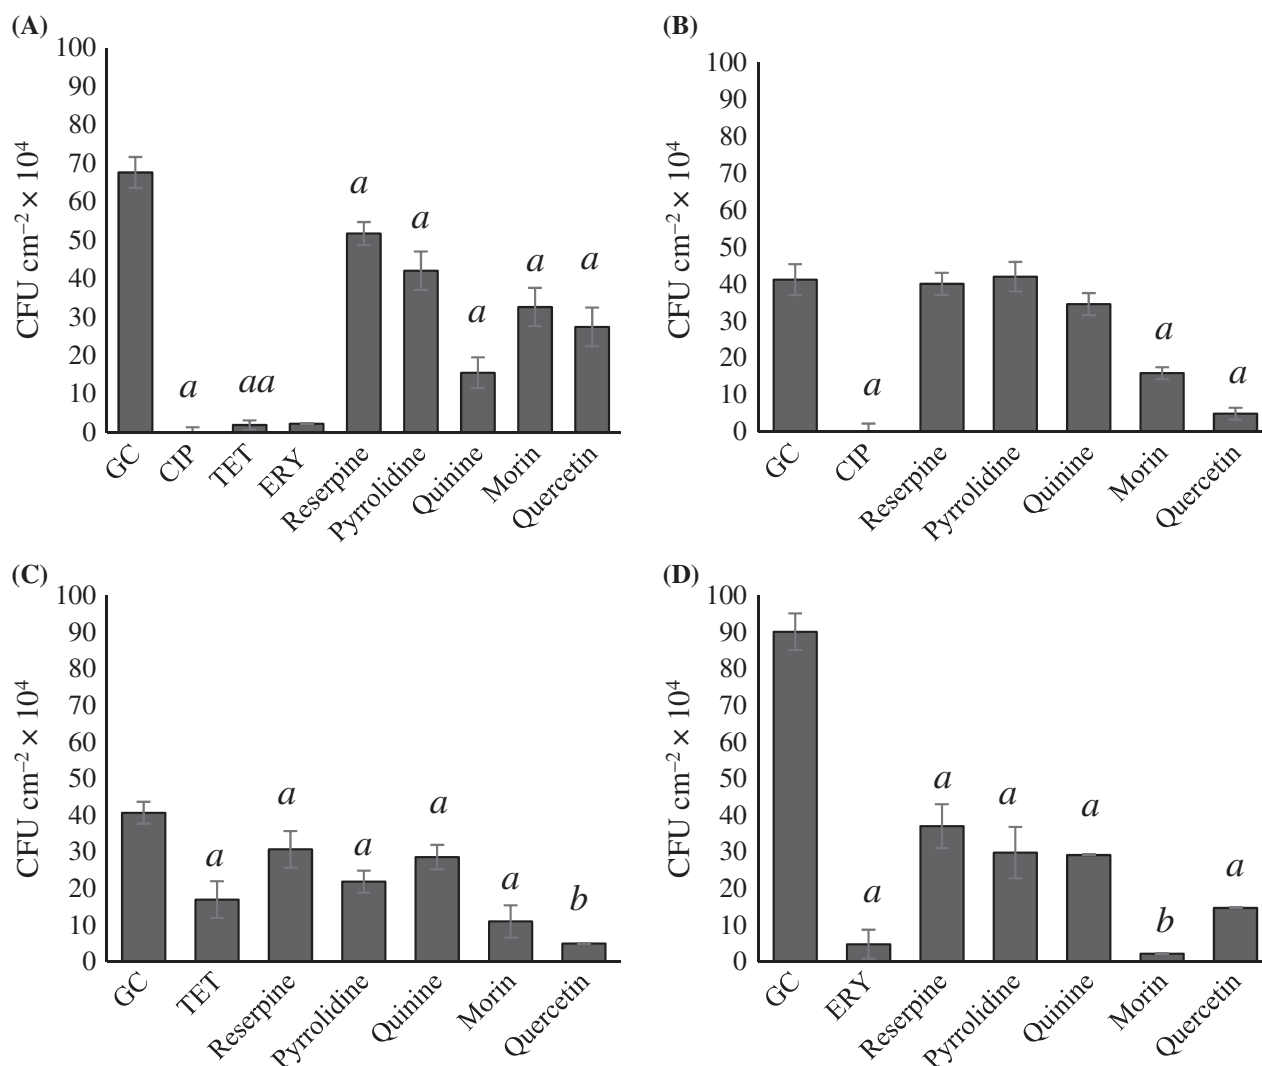 (A)
CFU cm⁻² × 10⁴
100
90
80
70
60
50
40
30
20
10
0
a
aa
a
a
a
a
a
GC
CIP
TET
ERY
Reserpine
Pyrrolidine
Quinine
Morin
Quercetin
(B)
CFU cm⁻² × 10⁴
100
90
80
70
60
50
40
30
20
10
0
a
a
a
GC
CIP
Reserpine
Pyrrolidine
Quinine
Morin
Quercetin
(C)
CFU cm⁻² × 10⁴
100
90
80
70
60
50
40
30
20
10
0
a
a
a
a
a
b
GC
TET
Reserpine
Pyrrolidine
Quinine
Morin
Quercetin
(D)
CFU cm⁻² × 10⁴
100
90
80
70
60
50
40
30
20
10
0
a
a
a
a
b
a
GC
ERY
Reserpine
Pyrrolidine
Quinine
Morin
Quercetin